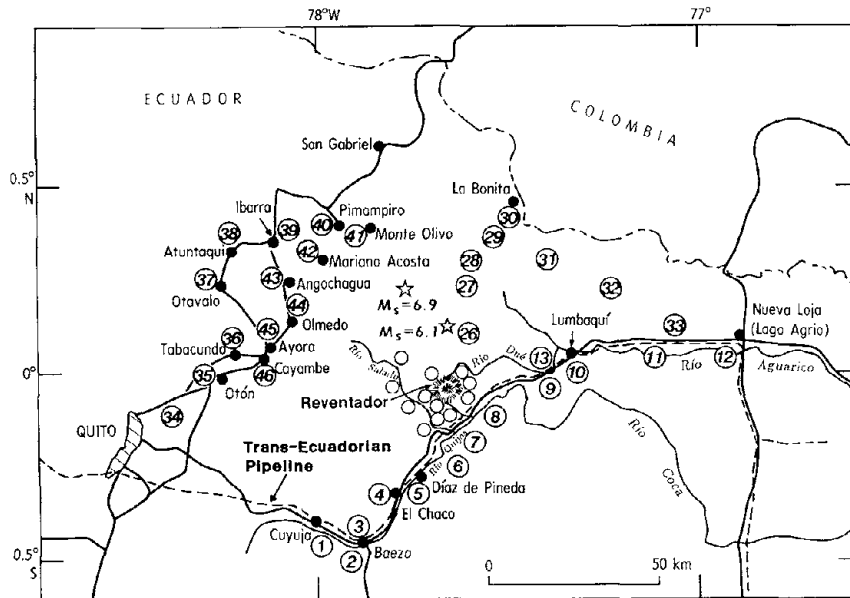 78°W
77°
ECUADOR
COLOMBIA
San Gabriel
0.5°
N
La Bonita
30
Ibarra
Pimampiro
38
39
40
41
Monte Olivo
29
Atuntaqui
42
Mariano Acosta
28
31
37
43
Angochagua
27
32
Otavalo
Ms=6.9
44
Olmedo
Ms=6.1
26
33
Nueva Loja
(Lago Agrio)
Lumbaquí
36
45
Ayora
Tabacundo
Cayambe
Río Salado
Río Dué
13
11
Río
12
Aguarico
0°
35
46
Otón
9
10
Reventador
34
8
QUITO
Río Quijos
7
Río
Coca
Trans-Ecuadorian
Pipeline
6
Díaz de Pineda
4
5
El Chaco
Cuyuja
3
1
2
Baeza
0.5°
S
0
50 km